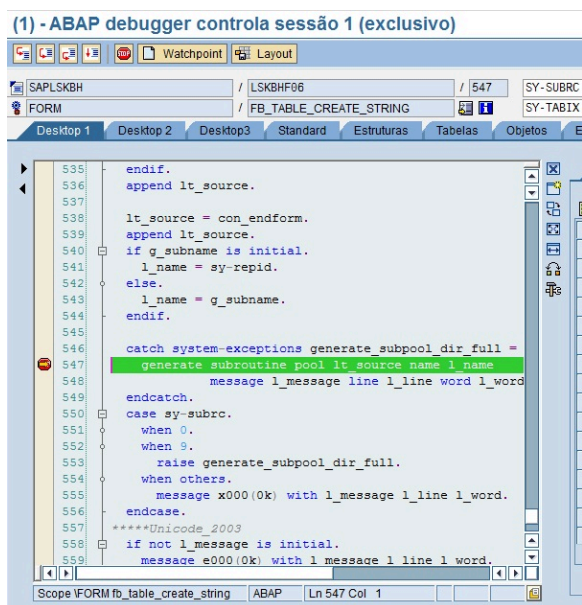 (1) - ABAP debugger controla sessão 1 (exclusivo)
STOP Watchpoint Layout
SAPLSKBH / LSKBHF06 / 547 SY-SUBRC
FORM / FB_TABLE_CREATE_STRING SY-TABIX
Desktop 1 Desktop 2 Desktop3 Standard Estruturas Tabelas Objetos
535 endif.
536 append lt_source.
537
538 lt_source = con_endform.
539 append lt_source.
540 if g_subname is initial.
541 l_name = sy-repid.
542 else.
543 l_name = g_subname.
544 endif.
545
546 catch system-exceptions generate_subpool_dir_full =
547 generate subroutine pool lt_source name l_name
548 message l_message line l_line word l_word
549 endcatch.
550 case sy-subrc.
551 when 0.
552 when 9.
553 raise generate_subpool_dir_full.
554 when others.
555 message x000(0k) with l_message l_line l_word.
556 endcase.
557 *****Unicode_2003
558 if not l_message is initial.
559 message e000(0k) with l_message l_line l_word.
Scope \FORM fb_table_create_string ABAP Ln 547 Col 1